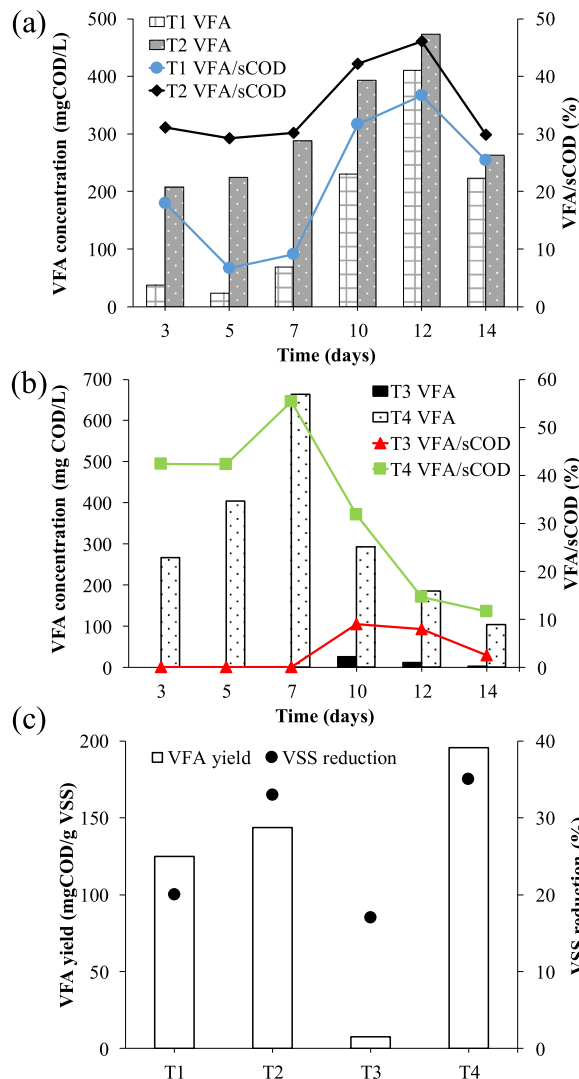 (a)
T1 VFA
T2 VFA
T1 VFA/sCOD
T2 VFA/sCOD
VFA concentration (mgCOD/L)
500
400
300
200
100
0
VFA/sCOD (%)
50
40
30
20
10
0
3 5 7 10 12 14
Time (days)
(b)
T3 VFA
T4 VFA
T3 VFA/sCOD
T4 VFA/sCOD
VFA concentration (mg COD/L)
700
600
500
400
300
200
100
0
VFA/sCOD (%)
60
50
40
30
20
10
0
3 5 7 10 12 14
Time (days)
(c)
VFA yield VSS reduction
VFA yield (mgCOD/g VSS)
200
150
100
50
0
VSS reduction (%)
40
30
20
10
0
T1 T2 T3 T4